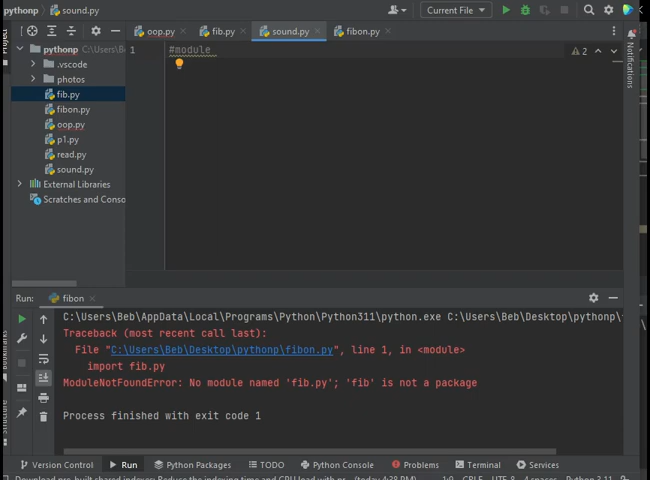 pythonp
sound.py
Current File
oop.py
fib.py
sound.py
fibon.py
pythonp C:\Users\Be
.vscode
photos
fib.py
fibon.py
oop.py
p1.py
read.py
sound.py
External Libraries
Scratches and Conso
1
#module
2
Notifications
Run:
fibon
C:\Users\Beb\AppData\Local\Programs\Python\Python311\python.exe C:\Users\Beb\Desktop\pythonp\
Traceback (most recent call last):
File "C:\Users\Beb\Desktop\pythonp\fibon.py", line 1, in <module>
import fib.py
ModuleNotFoundError: No module named 'fib.py'; 'fib' is not a package
Process finished with exit code 1
Version Control
Run
Python Packages
TODO
Python Console
Problems
Terminal
Services